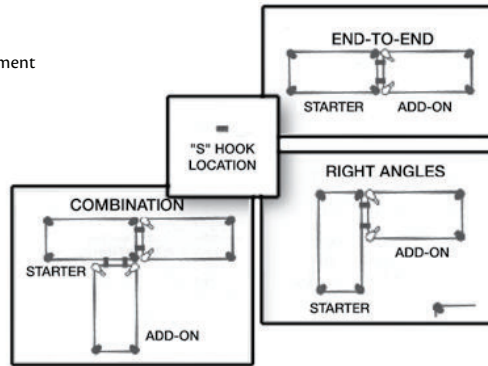 ment
END-TO-END
STARTER ADD-ON
"S" HOOK
LOCATION
RIGHT ANGLES
ADD-ON
STARTER
COMBINATION
STARTER
ADD-ON